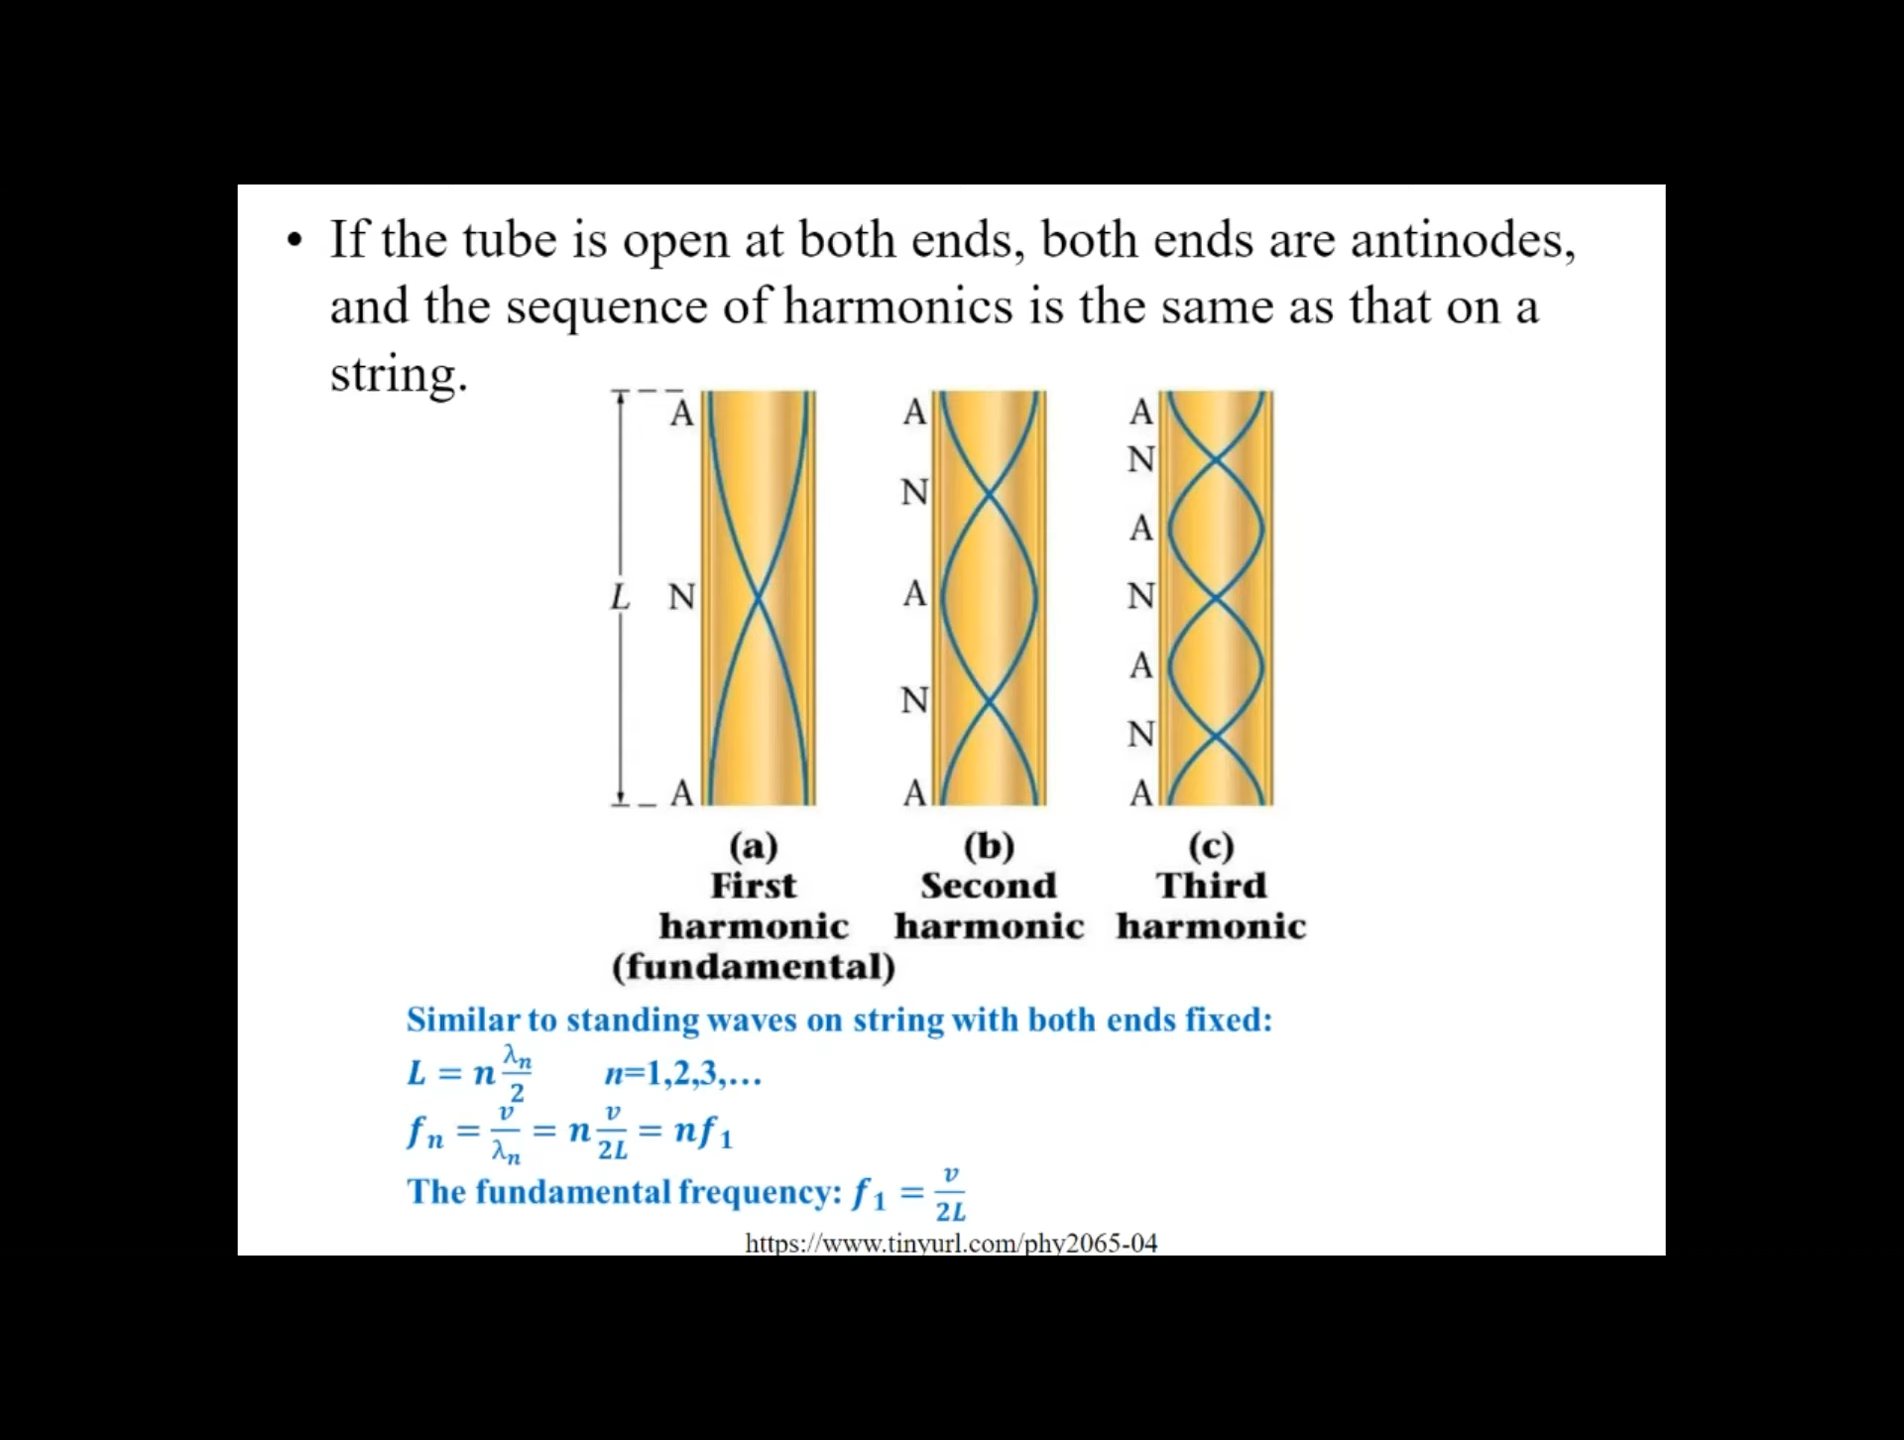 • If the tube is open at both ends, both ends are antinodes,
and the sequence of harmonics is the same as that on a
string.
A
L N
A
A
N
A
N
A
A
N
A
N
A
N
A
(a)
First
harmonic
(fundamental)
(b)
Second
harmonic
(c)
Third
harmonic
Similar to standing waves on string with both ends fixed:
L = n λn/2 n=1,2,3,...
fn = v/λn = n v/2L = nf1
The fundamental frequency: f1 = v/2L
https://www.tinyurl.com/phy2065-04